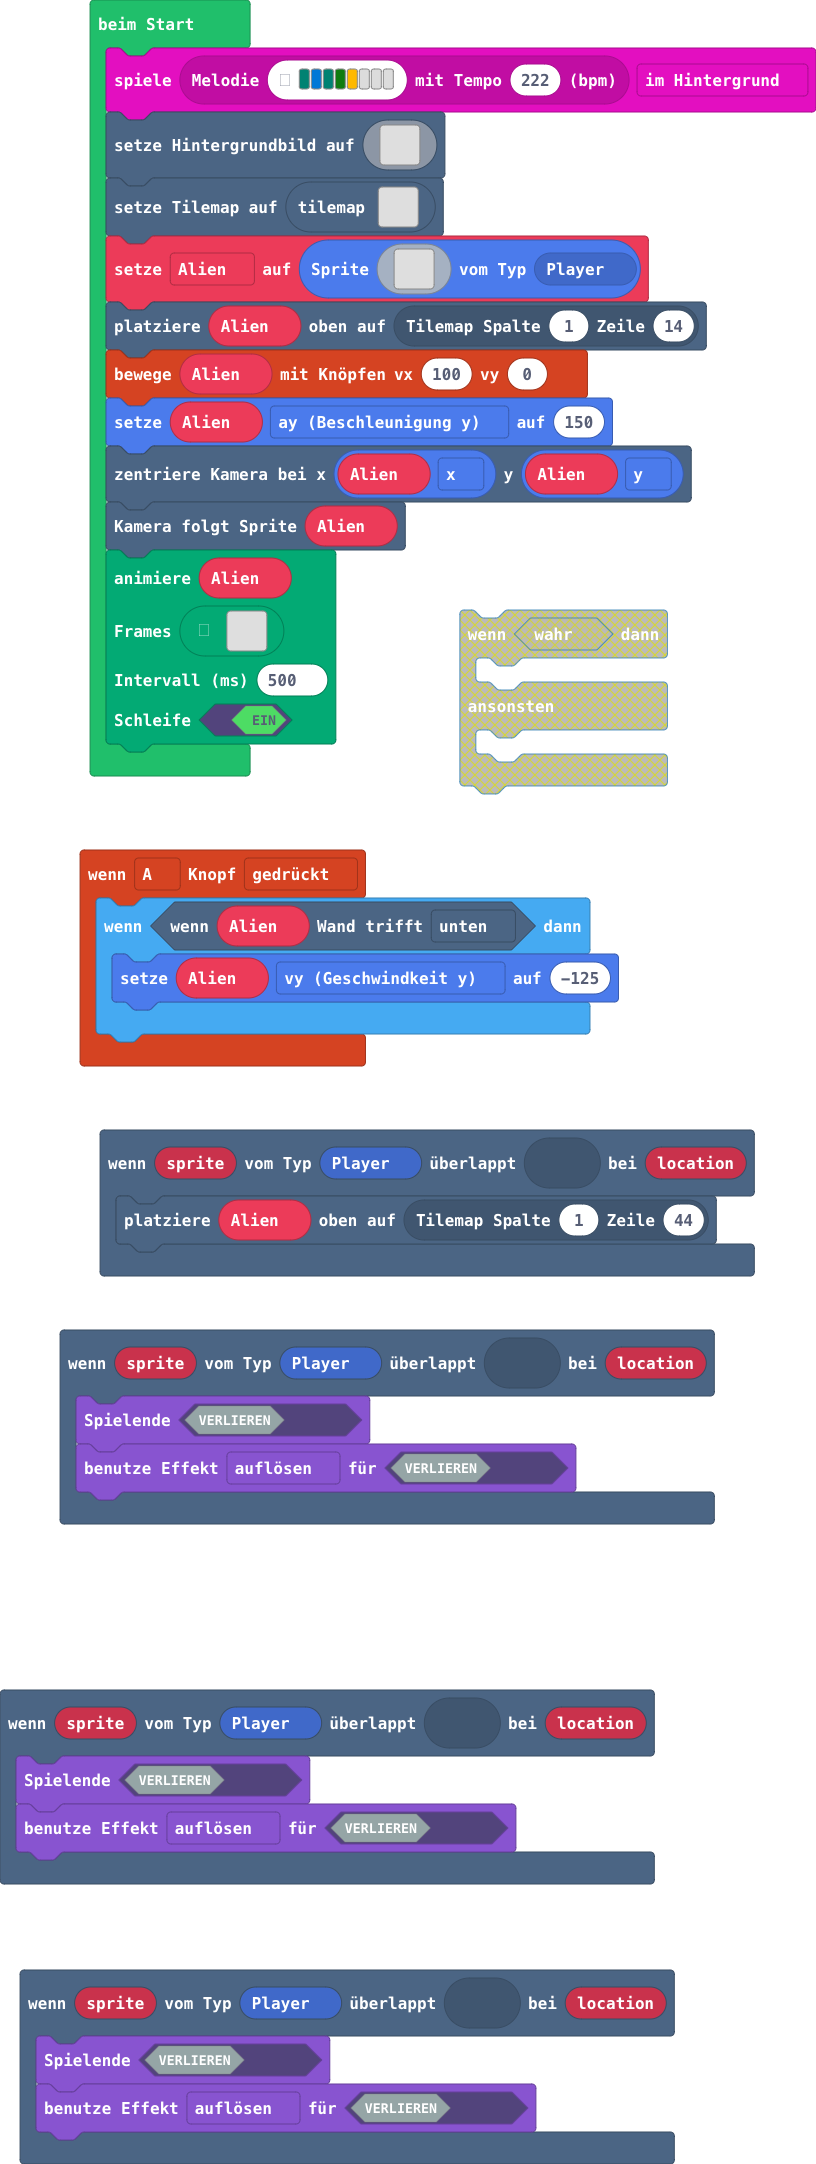 beim Start
spiele Melodie mit Tempo 222 (bpm) im Hintergrund
setze Hintergrundbild auf
setze Tilemap auf tilemap
setze Alien auf Sprite vom Typ Player
platziere Alien oben auf Tilemap Spalte 1 Zeile 14
bewege Alien mit Knöpfen vx 100 vy 0
setze Alien ay (Beschleunigung y) auf 150
zentriere Kamera bei x Alien x y Alien y
Kamera folgt Sprite Alien
animiere Alien
Frames
Intervall (ms) 500
Schleife EIN
wenn wahr dann
ansonsten
wenn A Knopf gedrückt
wenn wenn Alien Wand trifft unten dann
setze Alien vy (Geschwindkeit y) auf −125
wenn sprite vom Typ Player überlappt bei location
platziere Alien oben auf Tilemap Spalte 1 Zeile 44
wenn sprite vom Typ Player überlappt bei location
Spielende VERLIEREN
benutze Effekt auflösen für VERLIEREN
wenn sprite vom Typ Player überlappt bei location
Spielende VERLIEREN
benutze Effekt auflösen für VERLIEREN
wenn sprite vom Typ Player überlappt bei location
Spielende VERLIEREN
benutze Effekt auflösen für VERLIEREN